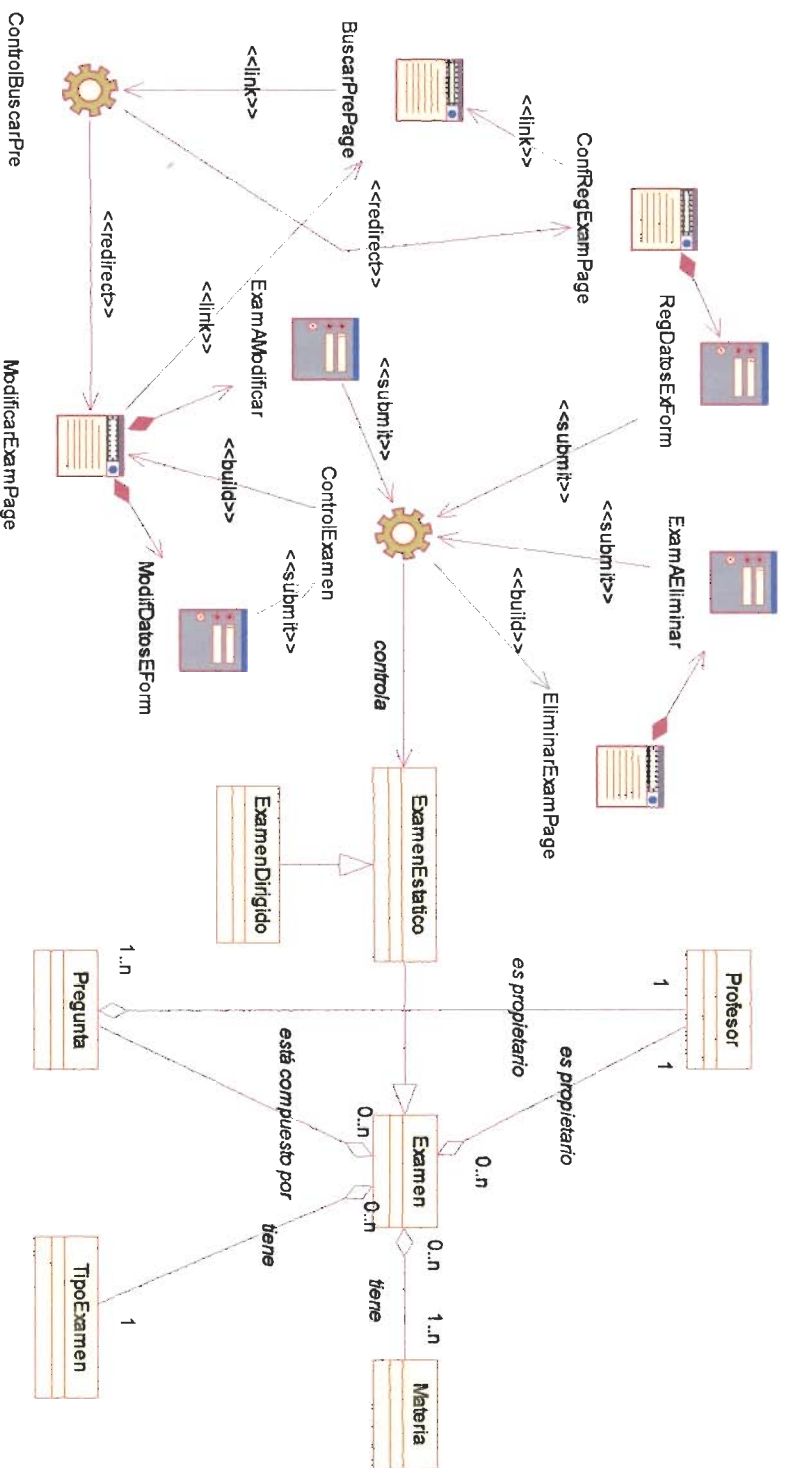 ConfRegExamPage
RegDatosExForm
ExamAEliminar
EliminarExamPage
<<link>>
<<submit>>
<<submit>>
<<build>>
BuscarPrePage
<<redirect>>
<<submit>>
ControlExamen
controla
<<link>>
ExamAModificar
<<link>>
<<build>>
<<submit>>
ControlBuscarPre
<<redirect>>
ModificarExamPage
ModifDatosEForm
Profesor
1
1
es propietario
es propietario
0..n
ExamenEstatico
Examen
0..n
1..n
tiene
Materia
ExamenDirigido
0..n
0..n
está compuesto por
tiene
1..n
1
Pregunta
TipoExamen